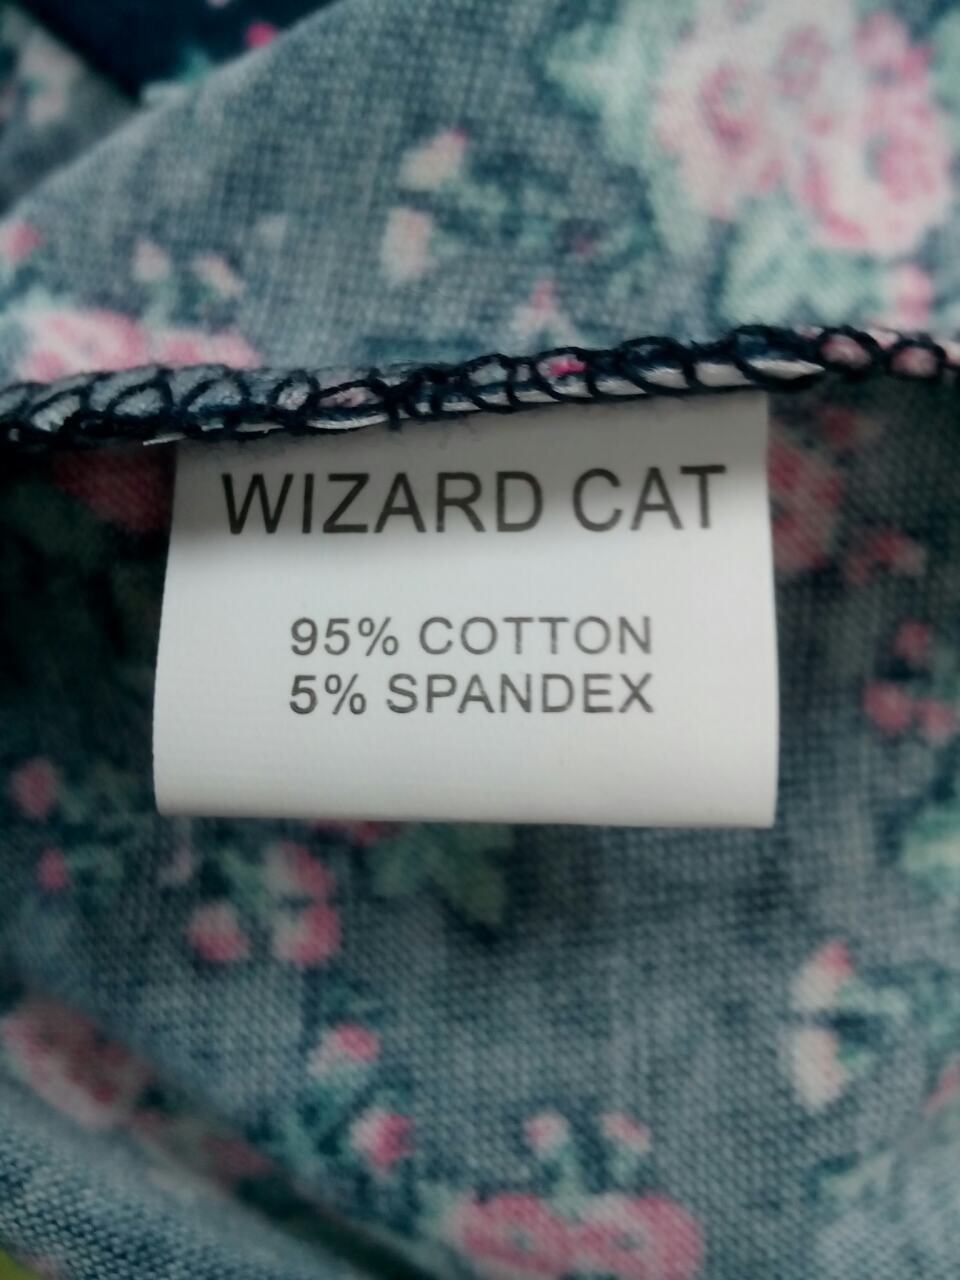 WIZARD CAT
95% COTTON
5% SPANDEX